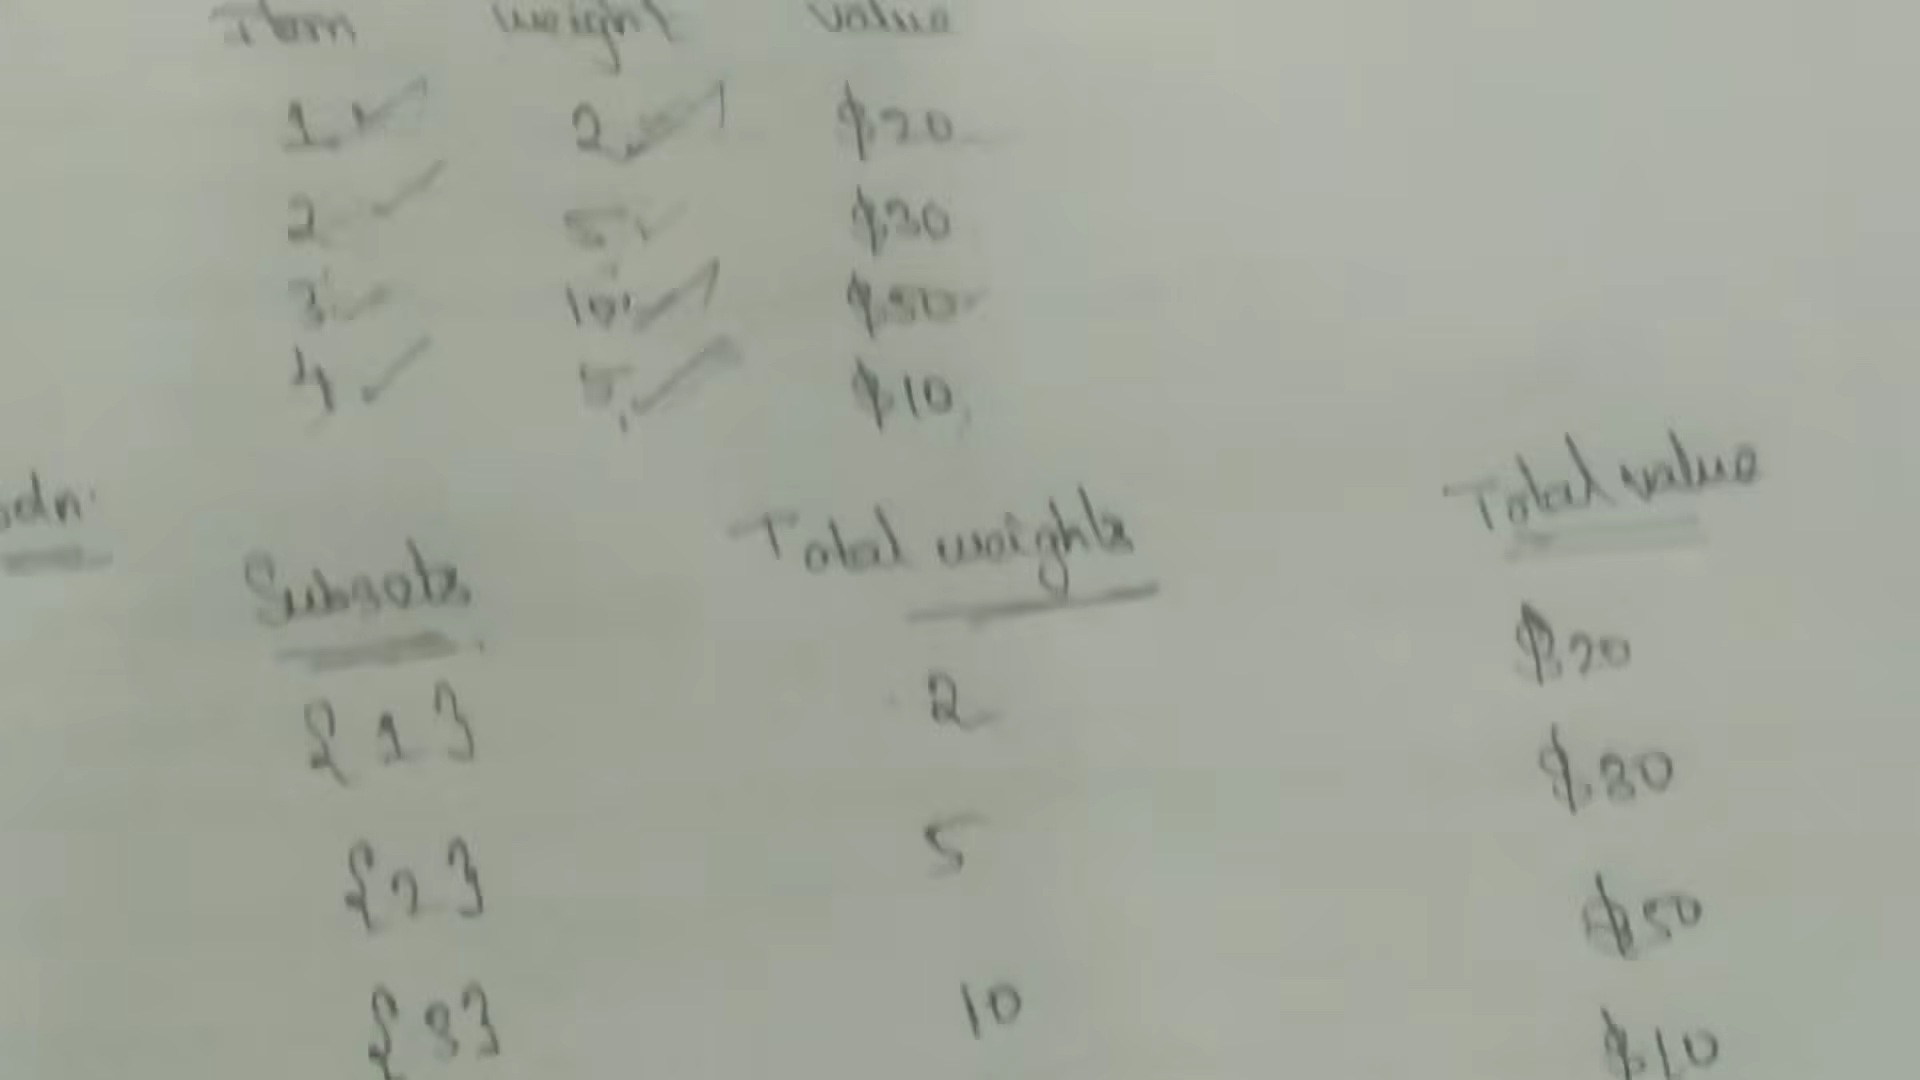 Item weight value
1 2 $20
2 5 $30
3 10 $50
4 5 $10
Soln.
Subsets Total weights Total value
{1} 2 $20
{2} 5 $30
{3} 10 $50
$10